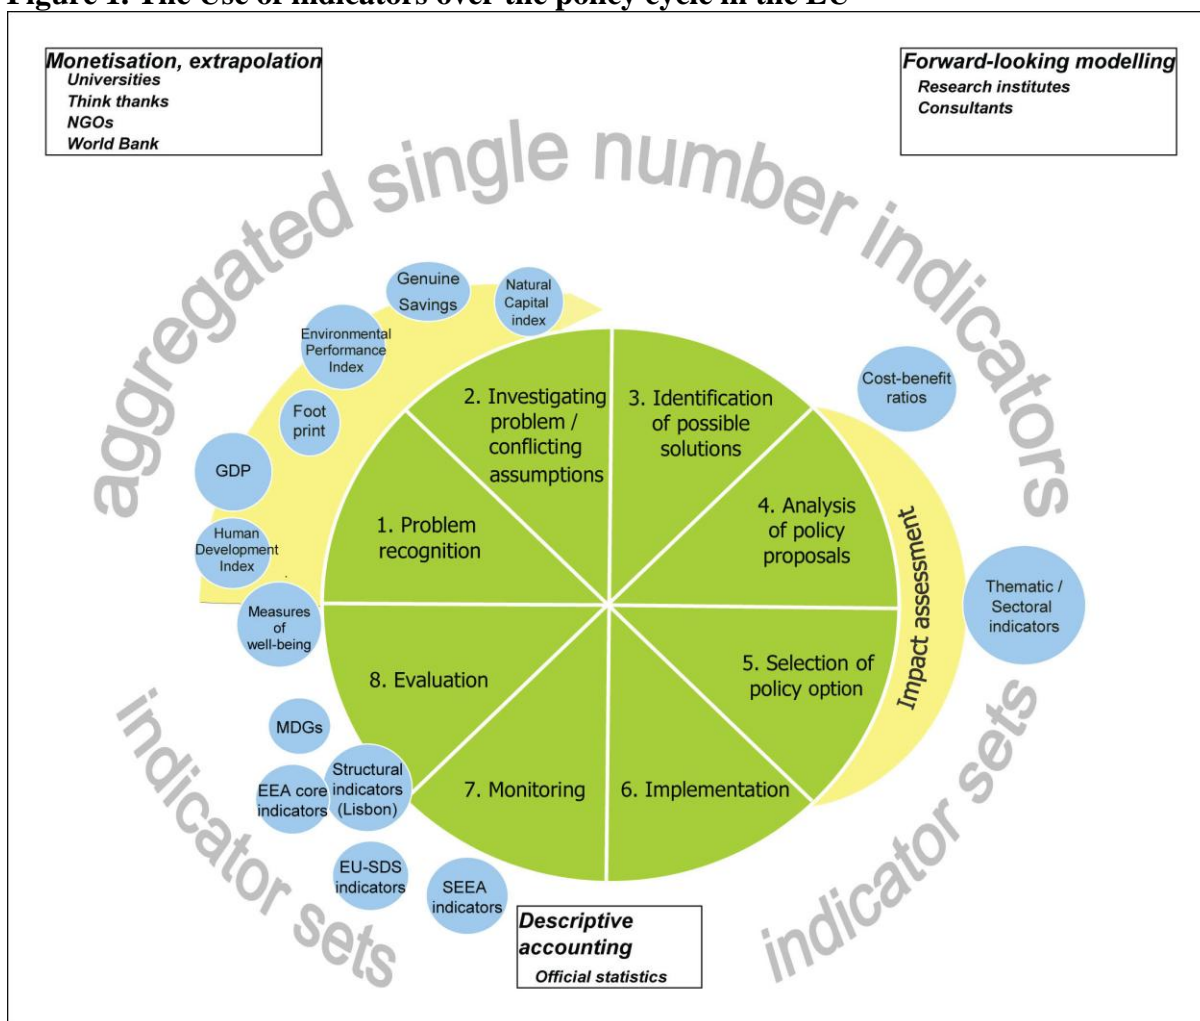 Figure 1. The Use of indicators over the policy cycle in the EU
Monetisation, extrapolation
Universities
Think thanks
NGOs
World Bank
Forward-looking modelling
Research institutes
Consultants
aggregated single number indicators
Genuine
Savings
Natural
Capital
index
Environmental
Performance
Index
Foot
print
GDP
Human
Development
Index
Measures
of
well-being
Cost-benefit
ratios
Thematic /
Sectoral
indicators
Impact assessment
1. Problem
recognition
2. Investigating
problem /
conflicting
assumptions
3. Identification
of possible
solutions
4. Analysis
of policy
proposals
5. Selection of
policy option
6. Implementation
7. Monitoring
8. Evaluation
MDGs
Structural
indicators
(Lisbon)
EEA core
indicators
EU-SDS
indicators
SEEA
indicators
indicator sets
indicator sets
Descriptive
accounting
Official statistics